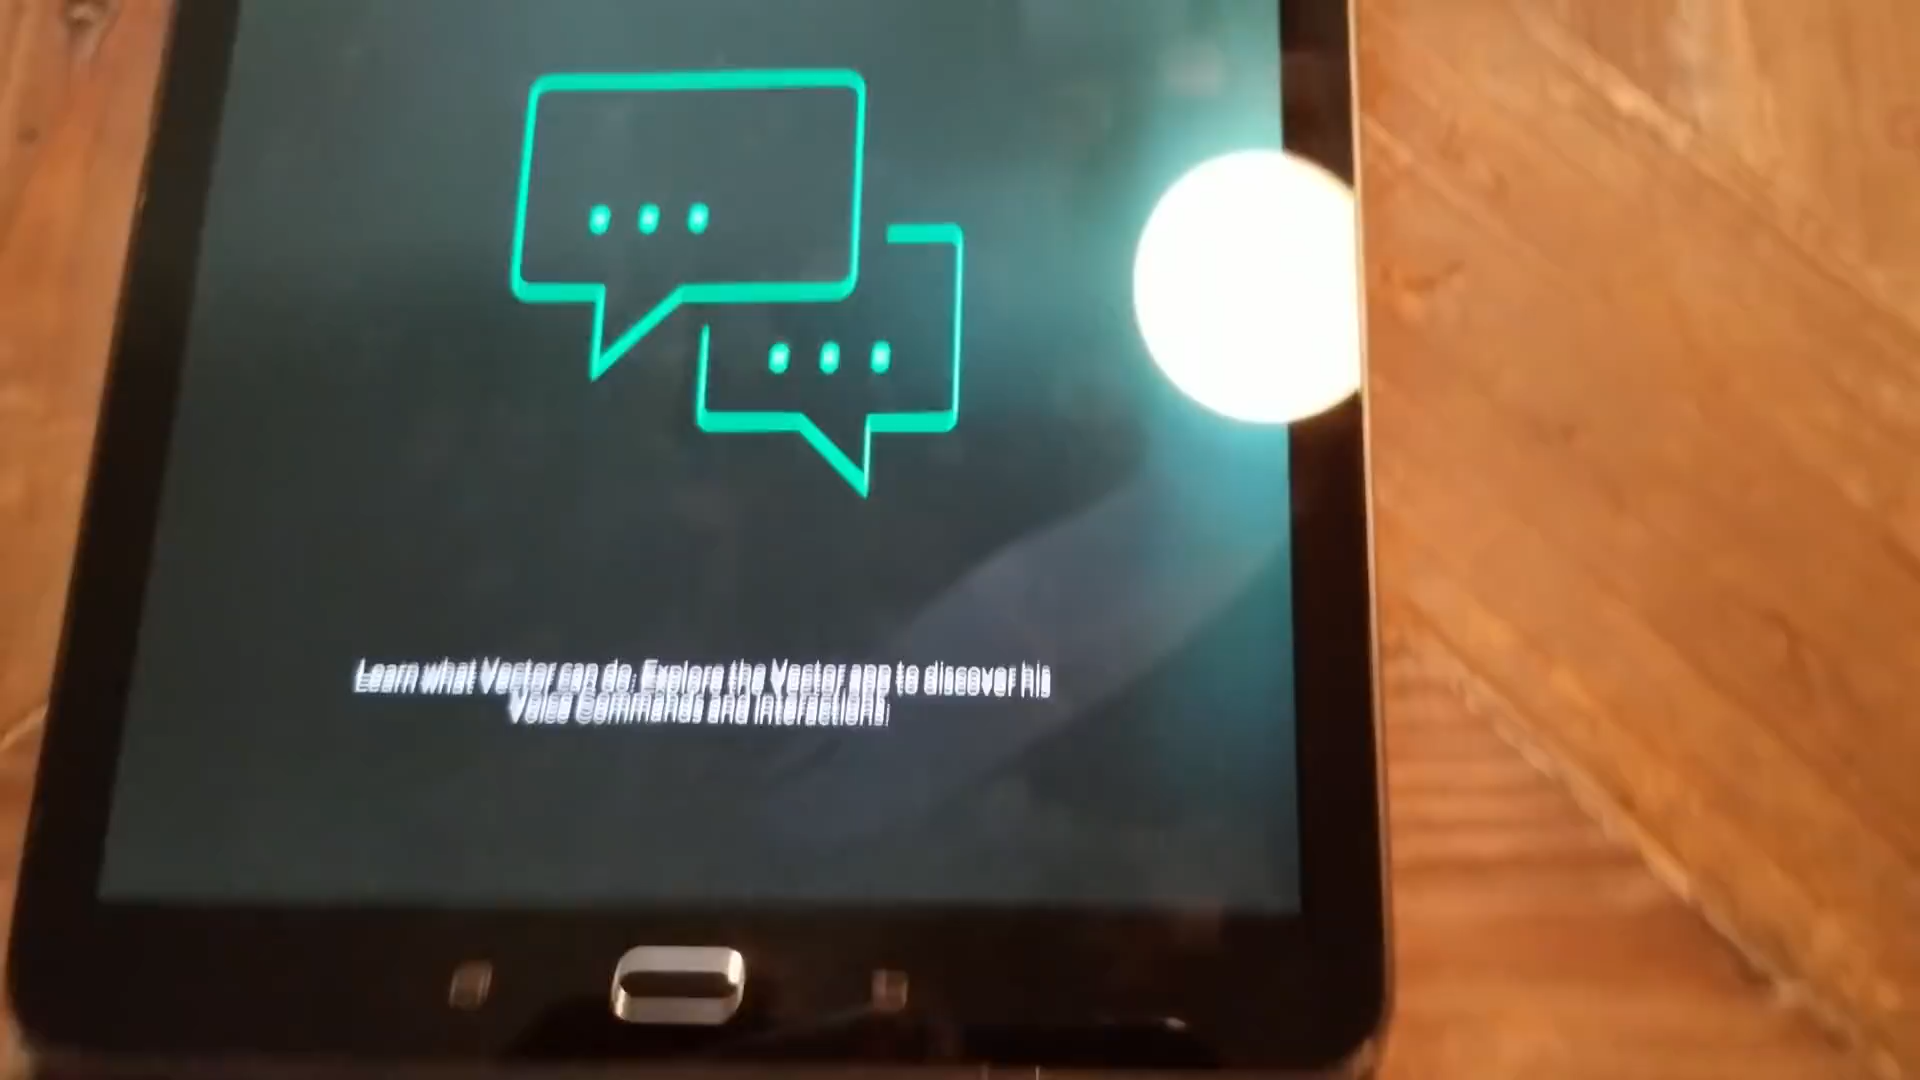 Learn what Vector can do. Explore the Vector app to discover his
Voice Commands and interactions.